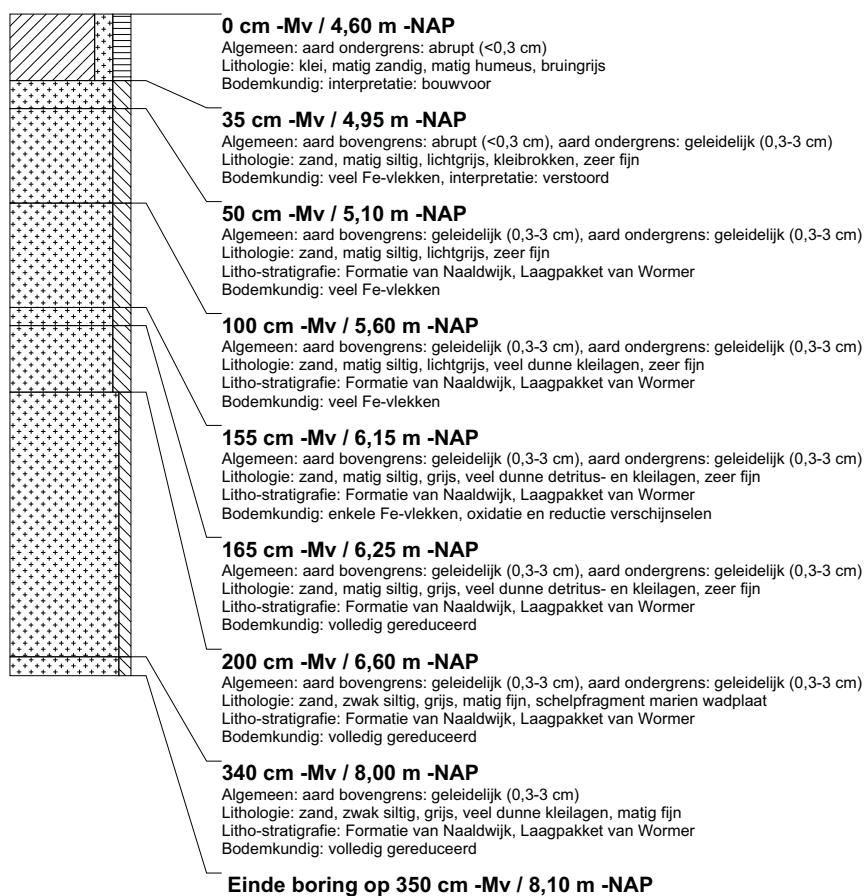 0 cm -Mv / 4,60 m -NAP
Algemeen: aard ondergrens: abrupt (<0,3 cm)
Lithologie: klei, matig zandig, matig humeus, bruingrijs
Bodemkundig: interpretatie: bouwvoor
35 cm -Mv / 4,95 m -NAP
Algemeen: aard bovengrens: abrupt (<0,3 cm), aard ondergrens: geleidelijk (0,3-3 cm)
Lithologie: zand, matig siltig, lichtgrijs, kleibrokken, zeer fijn
Bodemkundig: veel Fe-vlekken, interpretatie: verstoord
50 cm -Mv / 5,10 m -NAP
Algemeen: aard bovengrens: geleidelijk (0,3-3 cm), aard ondergrens: geleidelijk (0,3-3 cm)
Lithologie: zand, matig siltig, lichtgrijs, zeer fijn
Litho-stratigrafie: Formatie van Naaldwijk, Laagpakket van Wormer
Bodemkundig: veel Fe-vlekken
100 cm -Mv / 5,60 m -NAP
Algemeen: aard bovengrens: geleidelijk (0,3-3 cm), aard ondergrens: geleidelijk (0,3-3 cm)
Lithologie: zand, matig siltig, lichtgrijs, veel dunne kleilagen, zeer fijn
Litho-stratigrafie: Formatie van Naaldwijk, Laagpakket van Wormer
Bodemkundig: veel Fe-vlekken
155 cm -Mv / 6,15 m -NAP
Algemeen: aard bovengrens: geleidelijk (0,3-3 cm), aard ondergrens: geleidelijk (0,3-3 cm)
Lithologie: zand, matig siltig, grijs, veel dunne detritus- en kleilagen, zeer fijn
Litho-stratigrafie: Formatie van Naaldwijk, Laagpakket van Wormer
Bodemkundig: enkele Fe-vlekken, oxidatie en reductie verschijnselen
165 cm -Mv / 6,25 m -NAP
Algemeen: aard bovengrens: geleidelijk (0,3-3 cm), aard ondergrens: geleidelijk (0,3-3 cm)
Lithologie: zand, matig siltig, grijs, veel dunne detritus- en kleilagen, zeer fijn
Litho-stratigrafie: Formatie van Naaldwijk, Laagpakket van Wormer
Bodemkundig: volledig gereduceerd
200 cm -Mv / 6,60 m -NAP
Algemeen: aard bovengrens: geleidelijk (0,3-3 cm), aard ondergrens: geleidelijk (0,3-3 cm)
Lithologie: zand, zwak siltig, grijs, matig fijn, schelpfragment marien wadplaat
Litho-stratigrafie: Formatie van Naaldwijk, Laagpakket van Wormer
Bodemkundig: volledig gereduceerd
340 cm -Mv / 8,00 m -NAP
Algemeen: aard bovengrens: geleidelijk (0,3-3 cm)
Lithologie: zand, zwak siltig, grijs, veel dunne kleilagen, matig fijn
Litho-stratigrafie: Formatie van Naaldwijk, Laagpakket van Wormer
Bodemkundig: volledig gereduceerd
Einde boring op 350 cm -Mv / 8,10 m -NAP